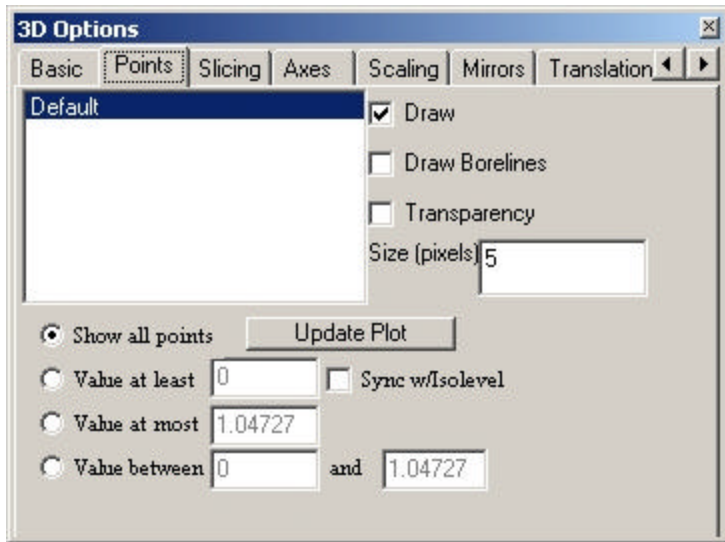 3D Options
Basic Points Slicing Axes Scaling Mirrors Translation
Default
Draw
Draw Borelines
Transparency
Size (pixels) 5
Show all points Update Plot
Value at least 0 Sync w/Isolevel
Value at most 1.04727
Value between 0 and 1.04727